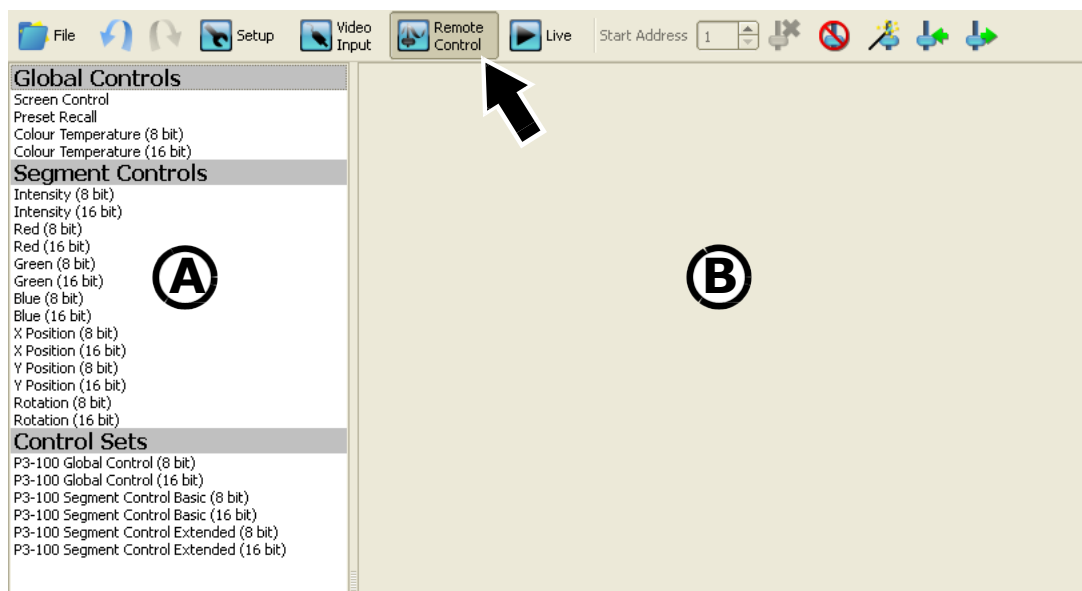 File Setup Video Input Remote Control Live Start Address 1
Global Controls
Screen Control
Preset Recall
Colour Temperature (8 bit)
Colour Temperature (16 bit)
Segment Controls
Intensity (8 bit)
Intensity (16 bit)
Red (8 bit)
Red (16 bit)
Green (8 bit)
Green (16 bit)
Blue (8 bit)
Blue (16 bit)
X Position (8 bit)
X Position (16 bit)
Y Position (8 bit)
Y Position (16 bit)
Rotation (8 bit)
Rotation (16 bit)
Control Sets
P3-100 Global Control (8 bit)
P3-100 Global Control (16 bit)
P3-100 Segment Control Basic (8 bit)
P3-100 Segment Control Basic (16 bit)
P3-100 Segment Control Extended (8 bit)
P3-100 Segment Control Extended (16 bit)
A
B